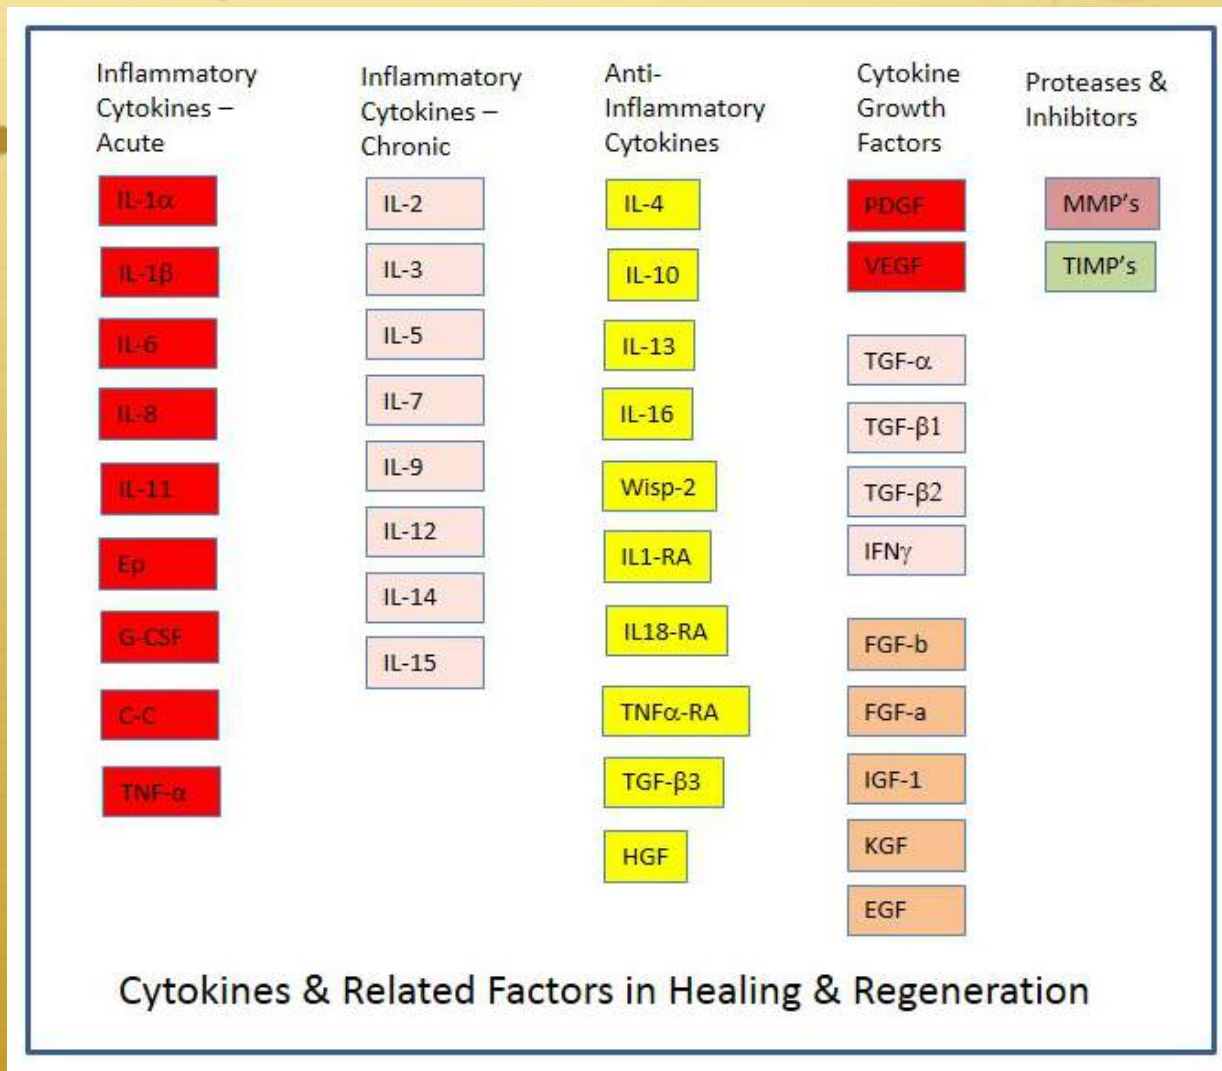 Inflammatory
Cytokines –
Acute
IL-1α
IL-1β
IL-6
IL-8
IL-11
Ep
G-CSF
C-C
TNF-α
Inflammatory
Cytokines –
Chronic
IL-2
IL-3
IL-5
IL-7
IL-9
IL-12
IL-14
IL-15
Anti-
Inflammatory
Cytokines
IL-4
IL-10
IL-13
IL-16
Wisp-2
IL1-RA
IL18-RA
TNFα-RA
TGF-β3
HGF
Cytokine
Growth
Factors
PDGF
VEGF
TGF-α
TGF-β1
TGF-β2
IFNγ
FGF-b
FGF-a
IGF-1
KGF
EGF
Proteases &
Inhibitors
MMP's
TIMP's
Cytokines & Related Factors in Healing & Regeneration